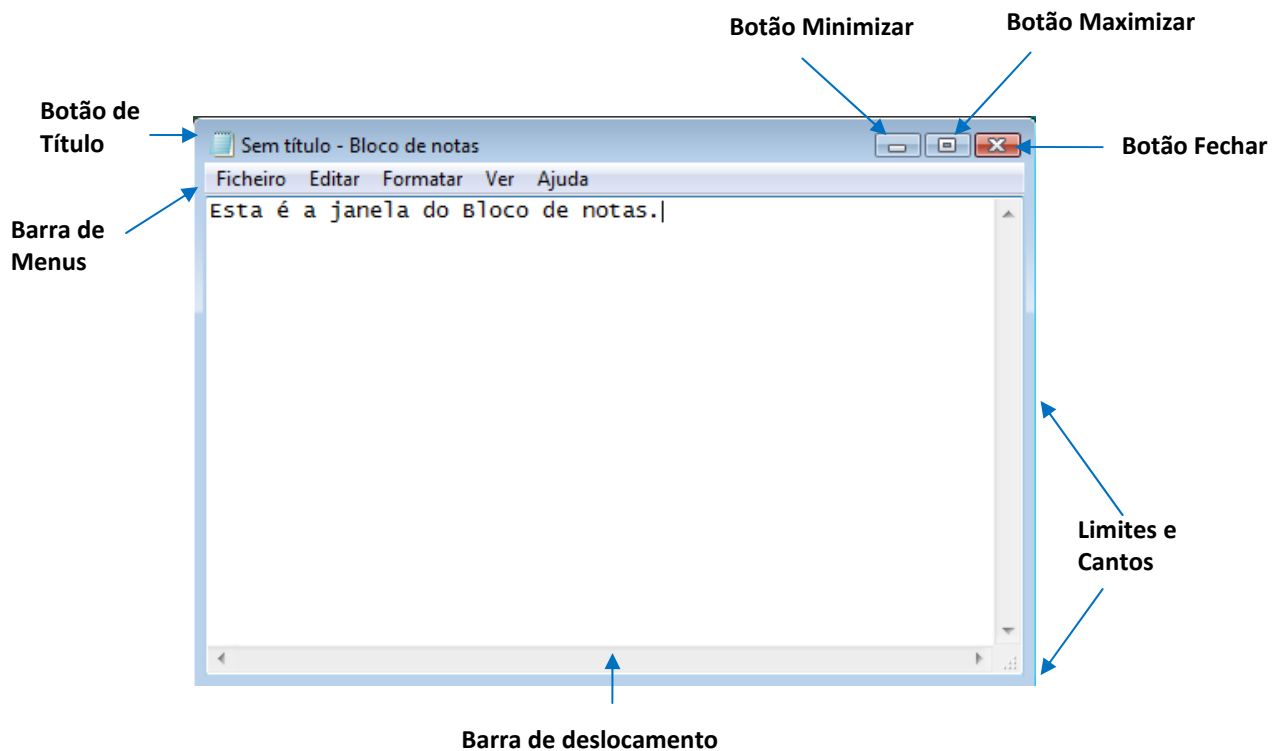 Botão Minimizar
Botão Maximizar
Botão de
Título
Sem título - Bloco de notas
Botão Fechar
Ficheiro Editar Formatar Ver Ajuda
Esta é a janela do Bloco de notas.
Barra de
Menus
Limites e
Cantos
Barra de deslocamento